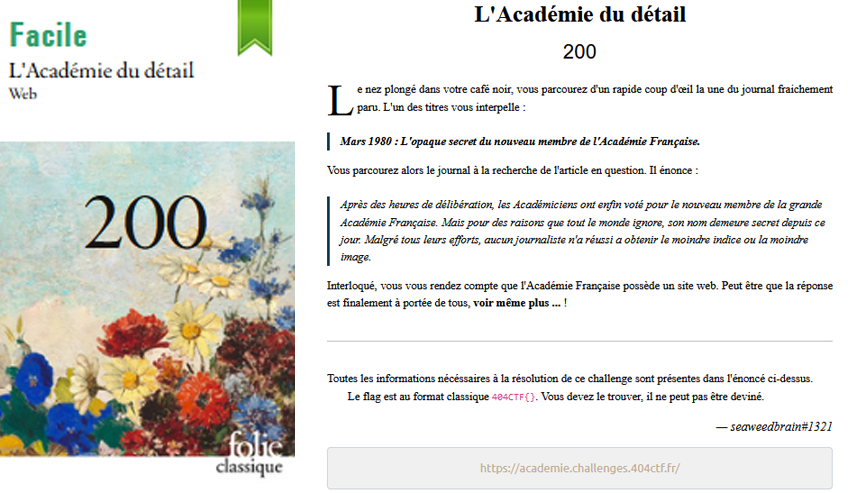 Facile
L'Académie du détail
Web
200
folie
classique
L'Académie du détail
200
Le nez plongé dans votre café noir, vous parcourez d'un rapide coup d'œil la une du journal fraichement
paru. L'un des titres vous interpelle :
Mars 1980 : L'opaque secret du nouveau membre de l'Académie Française.
Vous parcourez alors le journal à la recherche de l'article en question. Il énonce :
Après des heures de délibération, les Académiciens ont enfin voté pour le nouveau membre de la grande
Académie Française. Mais pour des raisons que tout le monde ignore, son nom demeure secret depuis ce
jour. Malgré tous leurs efforts, aucun journaliste n'a réussi a obtenir le moindre indice ou la moindre
image.
Interloqué, vous vous rendez compte que l'Académie Française possède un site web. Peut être que la réponse
est finalement à portée de tous, voir même plus ... !
Toutes les informations nécéssaires à la résolution de ce challenge sont présentes dans l'énoncé ci-dessus.
Le flag est au format classique 404CTF{}. Vous devez le trouver, il ne peut pas être deviné.
— seaweedbrain#1321
https://academie.challenges.404ctf.fr/